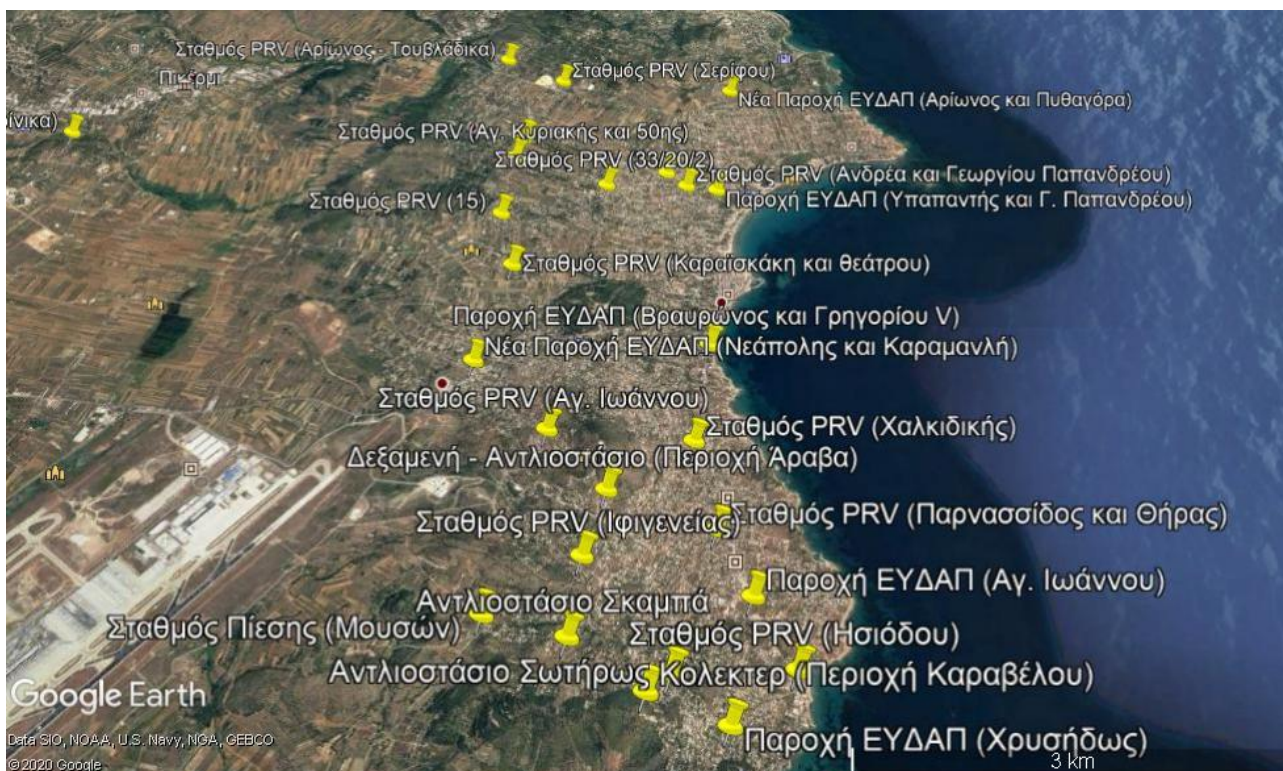 Σταθμός PRV (Αρίωνος - Τουβλάδικα)
Σταθμός PRV (Σερίφου)
Πικέρμι
Νέα Παροχή ΕΥΔΑΠ (Αρίωνος και Πυθαγόρα)
ίνικα)
Σταθμός PRV (Αγ. Κυριακής και 50ης)
Σταθμός PRV (33/20/2)
Σταθμός PRV (Ανδρέα και Γεωργίου Παπανδρέου)
Σταθμός PRV (15)
Παροχή ΕΥΔΑΠ (Υπαπαντής και Γ. Παπανδρέου)
Σταθμός PRV (Καραϊσκάκη και θεάτρου)
Παροχή ΕΥΔΑΠ (Βραυρώνος και Γρηγορίου V)
Νέα Παροχή ΕΥΔΑΠ (Νεάπολης και Καραμανλή)
Σταθμός PRV (Αγ. Ιωάννου)
Σταθμός PRV (Χαλκιδικής)
Δεξαμενή - Αντλιοστάσιο (Περιοχή Άραβα)
Σταθμός PRV (Ιφιγενείας)
Σταθμός PRV (Παρνασσίδος και Θήρας)
Παροχή ΕΥΔΑΠ (Αγ. Ιωάννου)
Αντλιοστάσιο Σκαμπά
Σταθμός Πίεσης (Μουσών)
Σταθμός PRV (Ησιόδου)
Αντλιοστάσιο Σωτήρως
Κολεκτερ (Περιοχή Καραβέλου)
Google Earth
Παροχή ΕΥΔΑΠ (Χρυσήδως)
Data SIO, NOAA, U.S. Navy, NGA, GEBCO
© 2020 Google
3 km